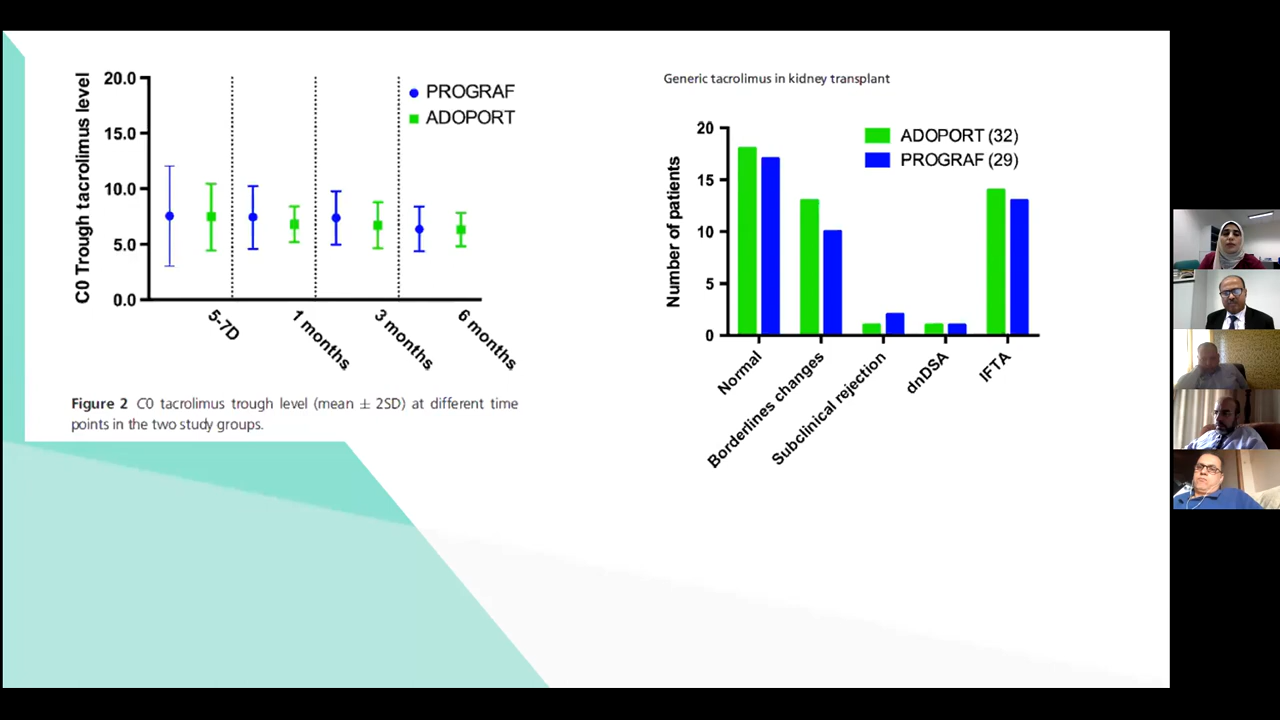 C0 Trough tacrolimus level
20.0
15.0
10.0
5.0
0.0
PROGRAF
ADOPORT
5-7D
1 months
3 months
6 months
Figure 2 C0 tacrolimus trough level (mean ± 2SD) at different time
points in the two study groups.
Generic tacrolimus in kidney transplant
Number of patients
20
15
10
5
0
ADOPORT (32)
PROGRAF (29)
Normal
Borderlines changes
Subclinical rejection
dnDSA
IFTA